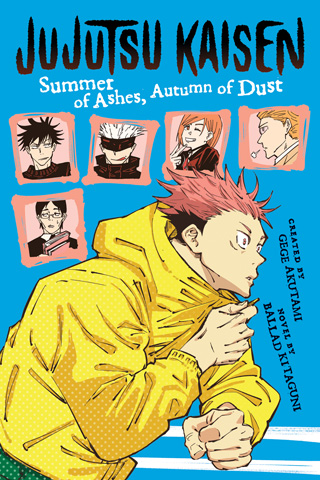 JUJUTSU KAISEN
Summer
of Ashes, Autumn of Dust
CREATED BY
GEGE AKUTAMI
NOVEL BY
BALLAD KITAGUNI